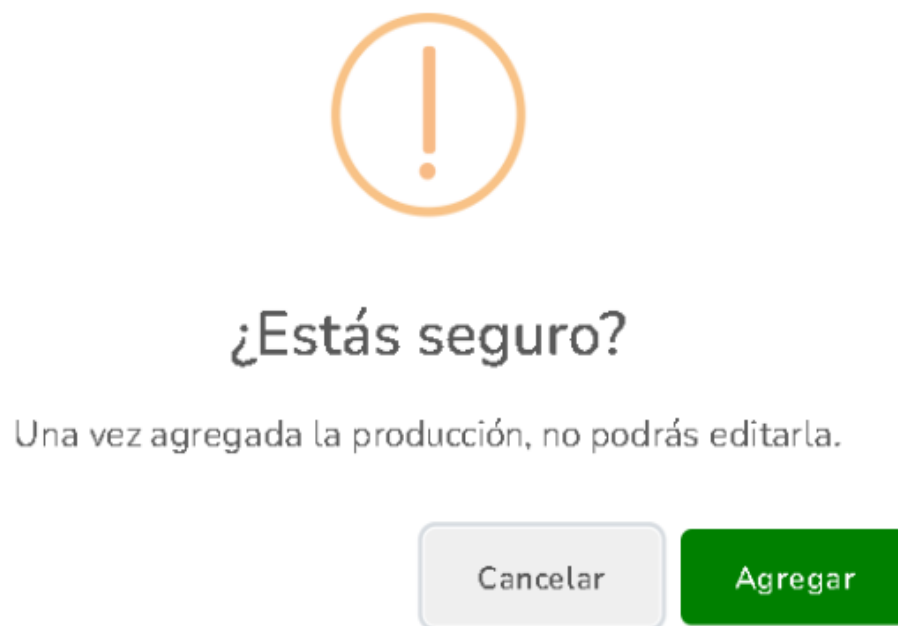 ¿Estás seguro?
Una vez agregada la producción, no podrás editarla.
Cancelar
Agregar